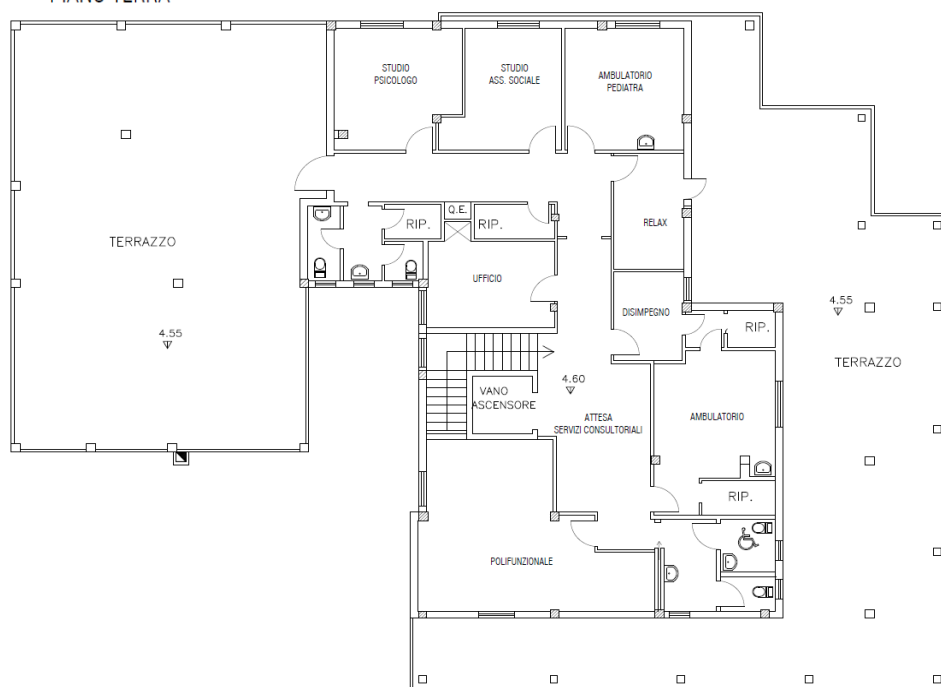 PIANO TERRA
STUDIO
PSICOLOGO
STUDIO
ASS. SOCIALE
AMBULATORIO
PEDIATRA
RIP.
Q.E.
RIP.
RELAX
TERRAZZO
UFFICIO
DISIMPEGNO
4.55
RIP.
4.55
TERRAZZO
4.60
VANO
ASCENSORE
ATTESA
SERVIZI CONSULTORIALI
AMBULATORIO
RIP.
POLIFUNZIONALE